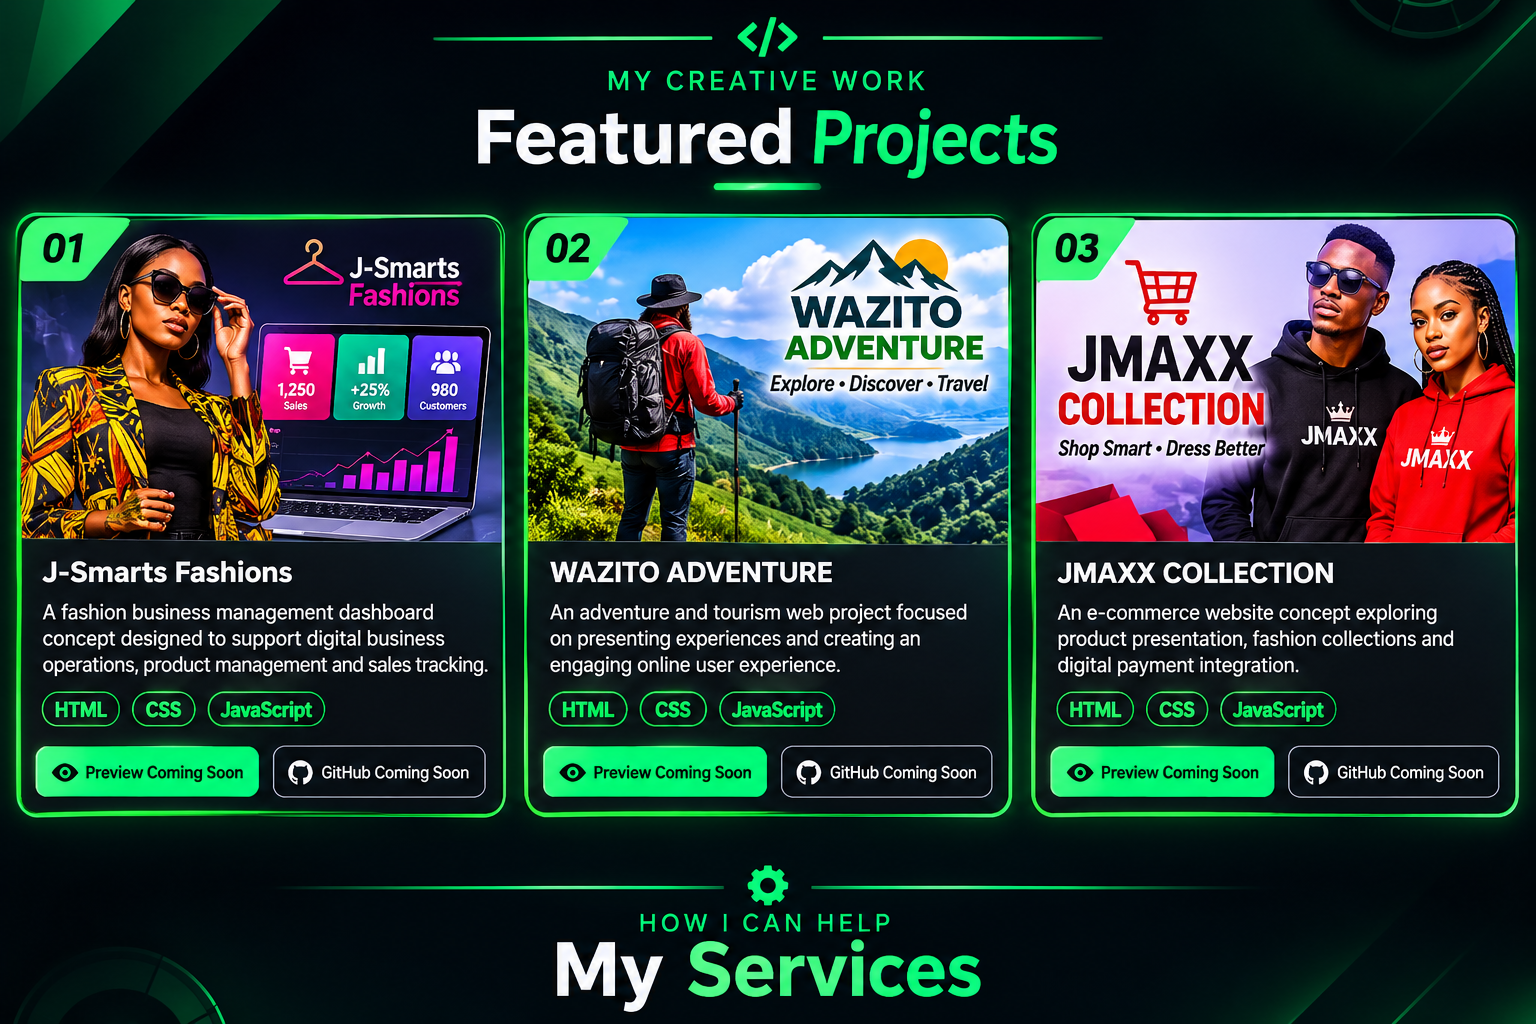 </>
MY CREATIVE WORK
Featured Projects
01
J-Smarts
Fashions
1,250
Sales
+25%
Growth
980
Customers
J-Smarts Fashions
A fashion business management dashboard
concept designed to support digital business
operations, product management and sales tracking.
HTML
CSS
JavaScript
Preview Coming Soon
GitHub Coming Soon
02
WAZITO
ADVENTURE
Explore • Discover • Travel
WAZITO ADVENTURE
An adventure and tourism web project focused
on presenting experiences and creating an
engaging online user experience.
HTML
CSS
JavaScript
Preview Coming Soon
GitHub Coming Soon
03
JMAXX
COLLECTION
Shop Smart • Dress Better
JMAXX
JMAXX
JMAXX COLLECTION
An e-commerce website concept exploring
product presentation, fashion collections and
digital payment integration.
HTML
CSS
JavaScript
Preview Coming Soon
GitHub Coming Soon
HOW I CAN HELP
My Services